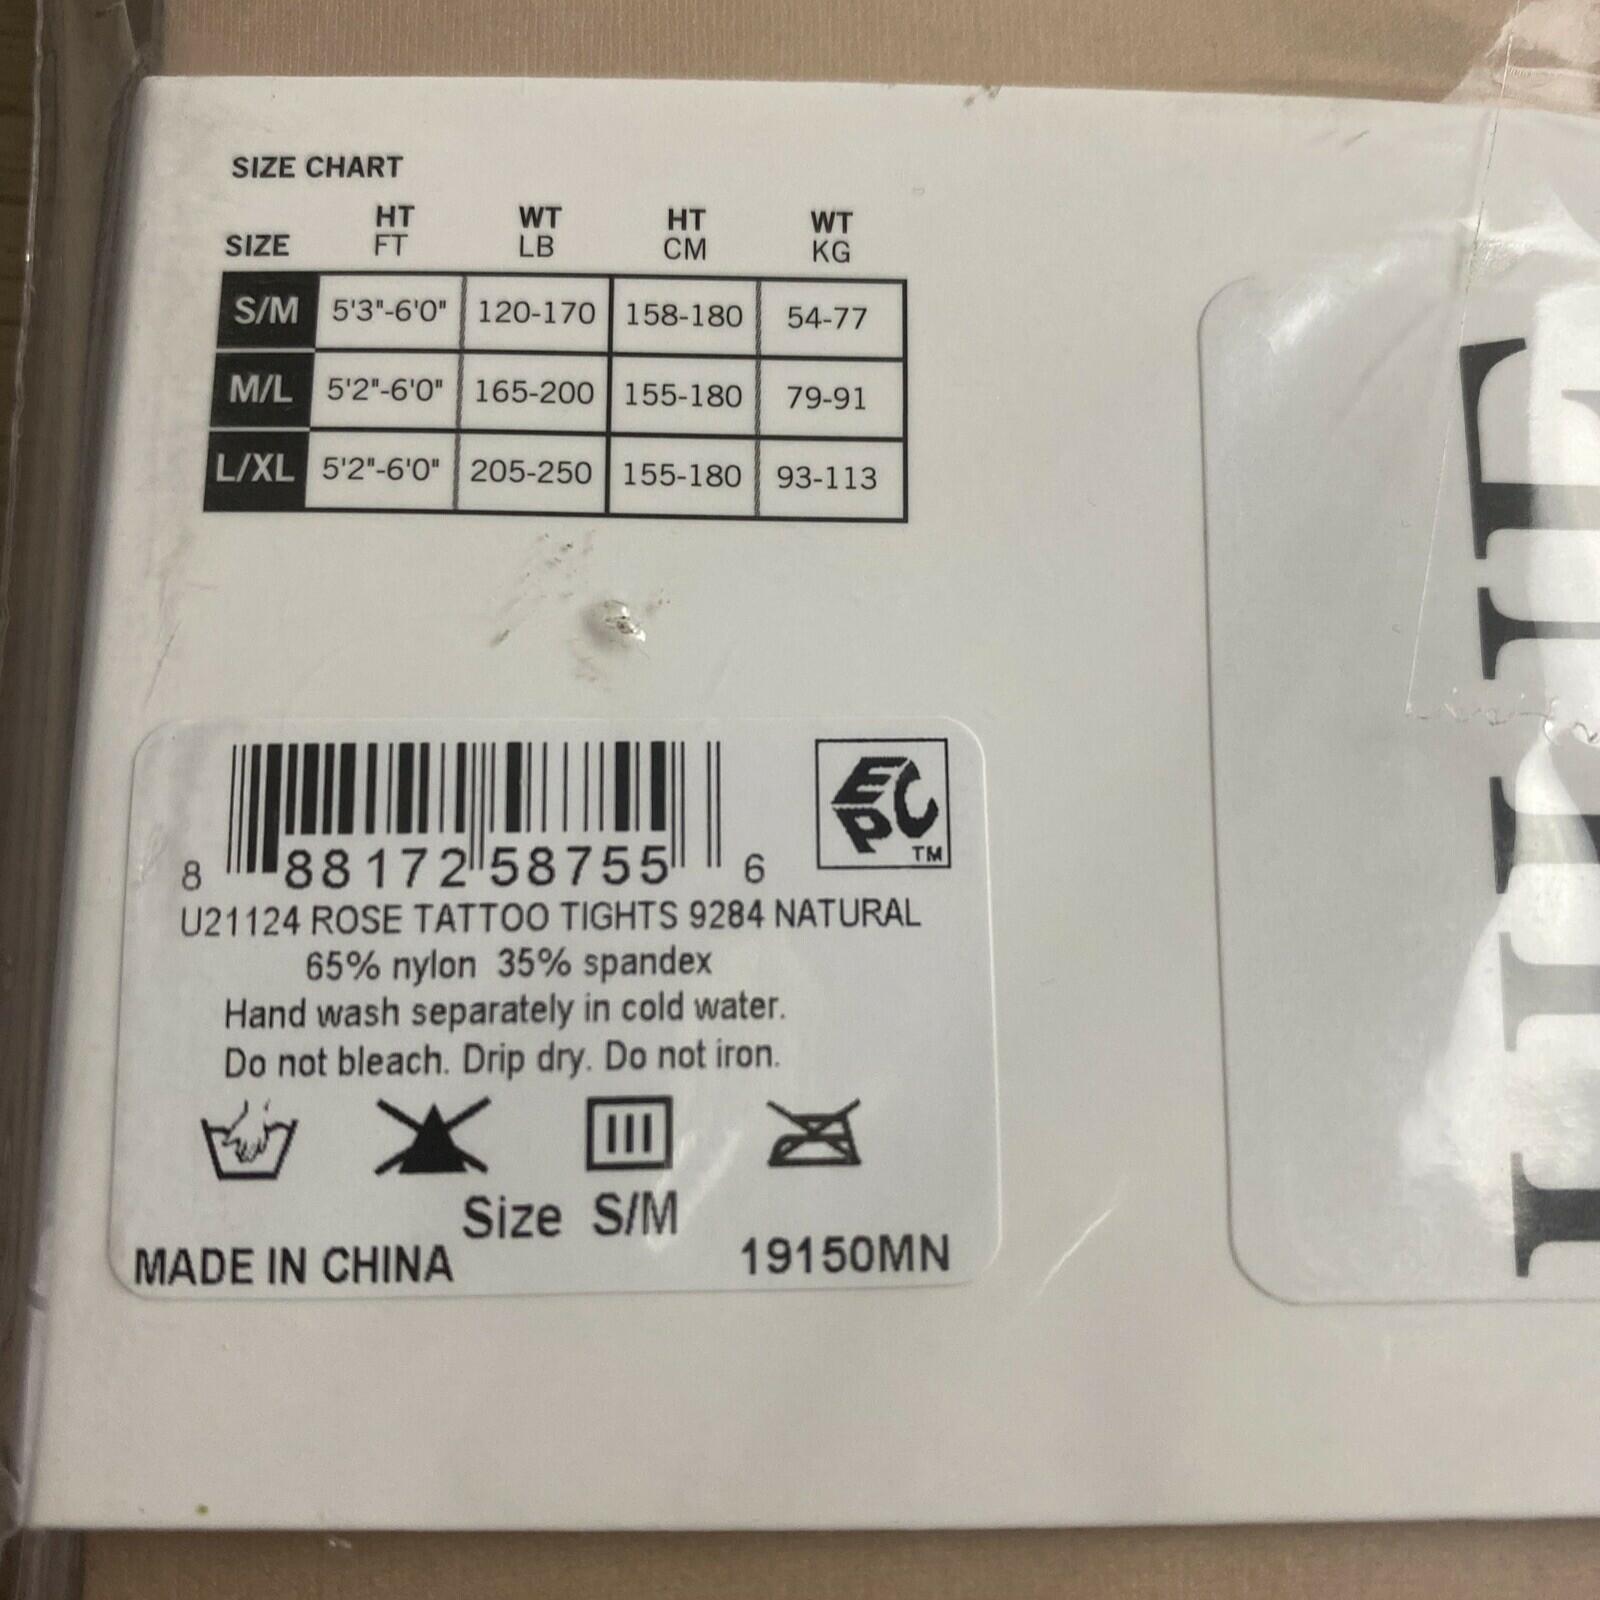 SIZE CHART
SIZE HT FT WT LB HT CM WT KG
S/M 5'3"-6'0" 120-170 158-180 54-77
M/L 5'2"-6'0" 165-200 155-180 79-91
L/XL 5'2"-6'0" 205-250 155-180 93-113
8 88172 58755 6
EPC TM
U21124 ROSE TATTOO TIGHTS 9284 NATURAL
65% nylon 35% spandex
Hand wash separately in cold water.
Do not bleach. Drip dry. Do not iron.
Size S/M
MADE IN CHINA 19150MN